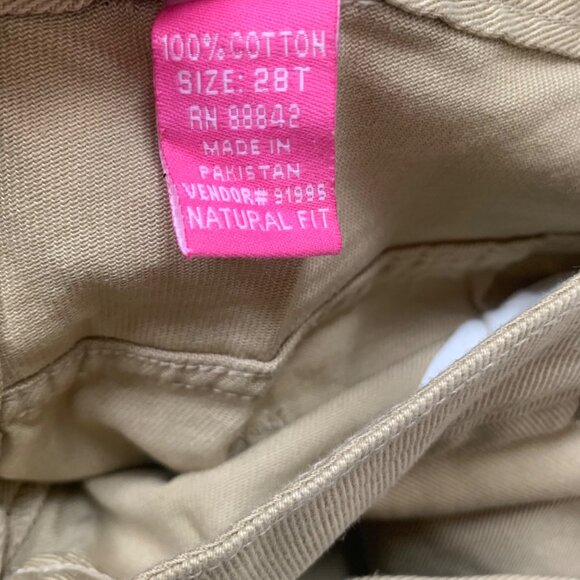 100% COTTON
SIZE: 28T
RN 88842
MADE IN
PAKISTAN
VENDOR# 91995
NATURAL FIT